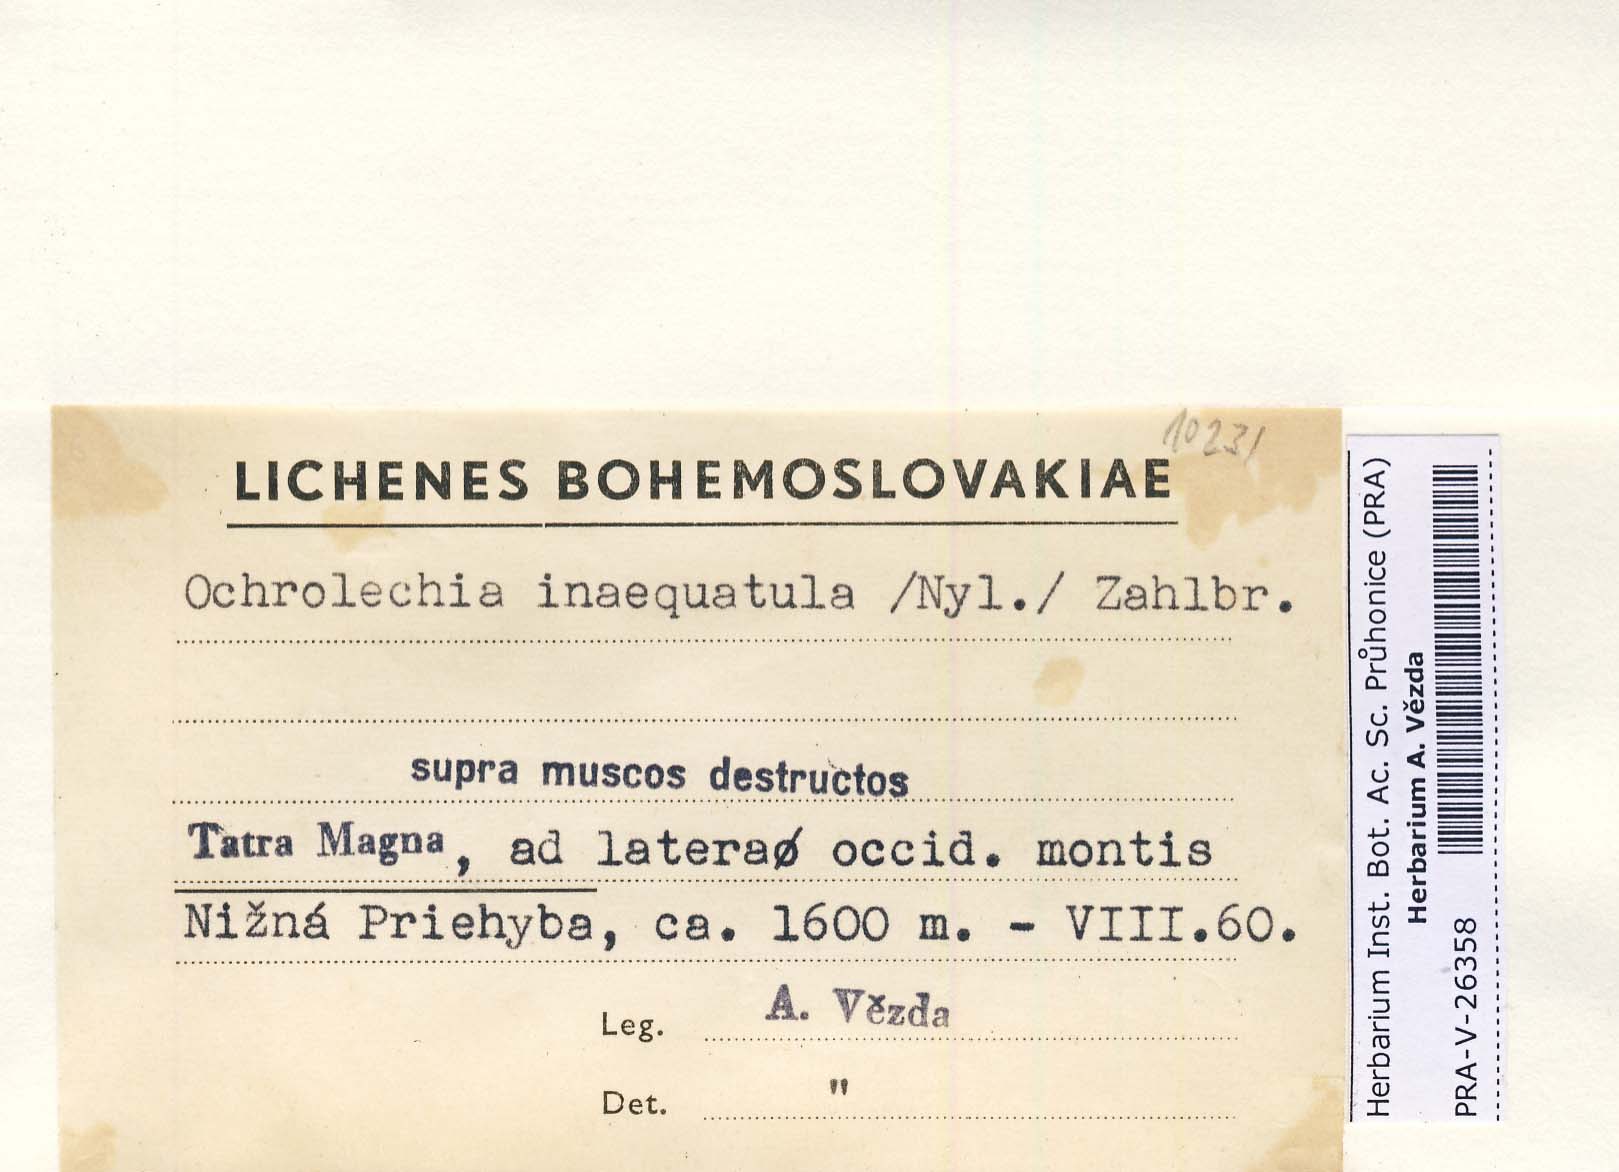 10231
LICHENES BOHEMOSLOVAKIAE
Ochrolechia inaequatula /Nyl./ Zahlbr.
supra muscos destructos
Tatra Magna, ad lateraø occid. montis
Nižná Priehyba, ca. 1600 m. - VIII.60.
Leg. A. Vězda
Det. "
Herbarium Inst. Bot. Ac. Sc. Průhonice (PRA)
Herbarium A. Vězda
PRA-V-26358